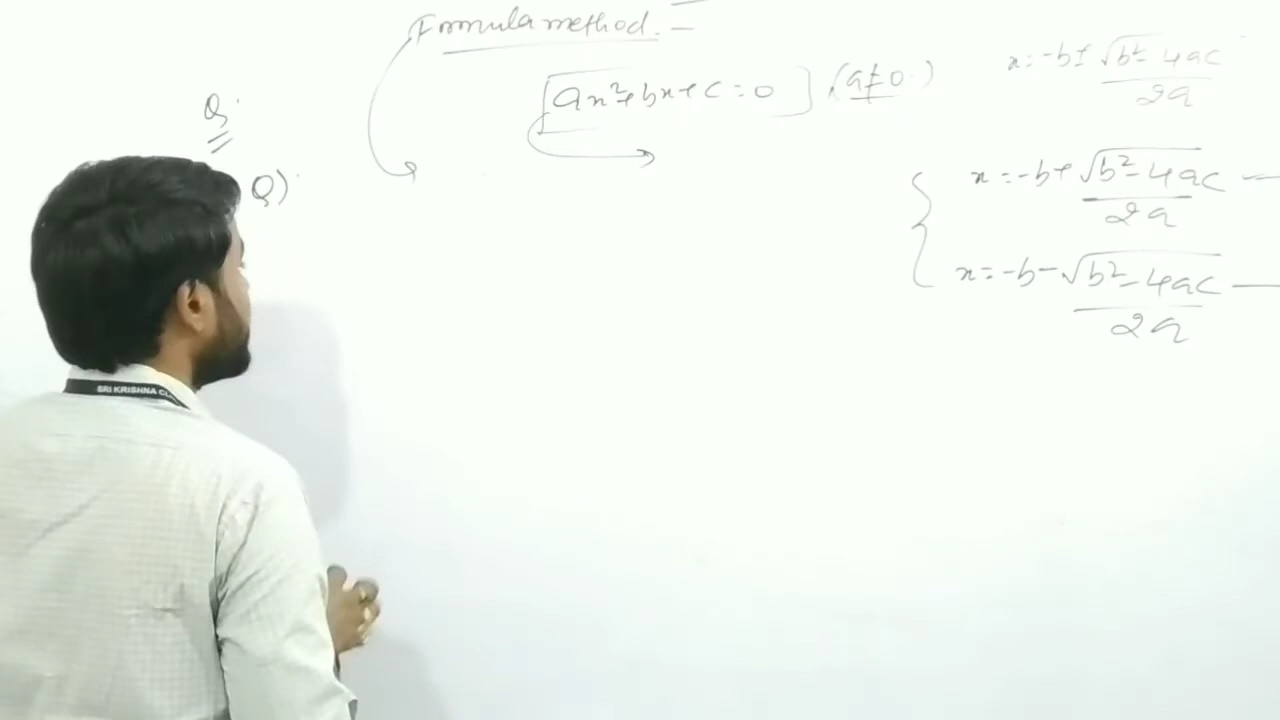 Formula method. =
ax²+bx+c=0 (a≠0.)
Q.
Q)
x=-b±√b²-4ac
2a
x=-b+√b²-4ac —
2a
x=-b-√b²-4ac —
2a
SRI KRISHNA